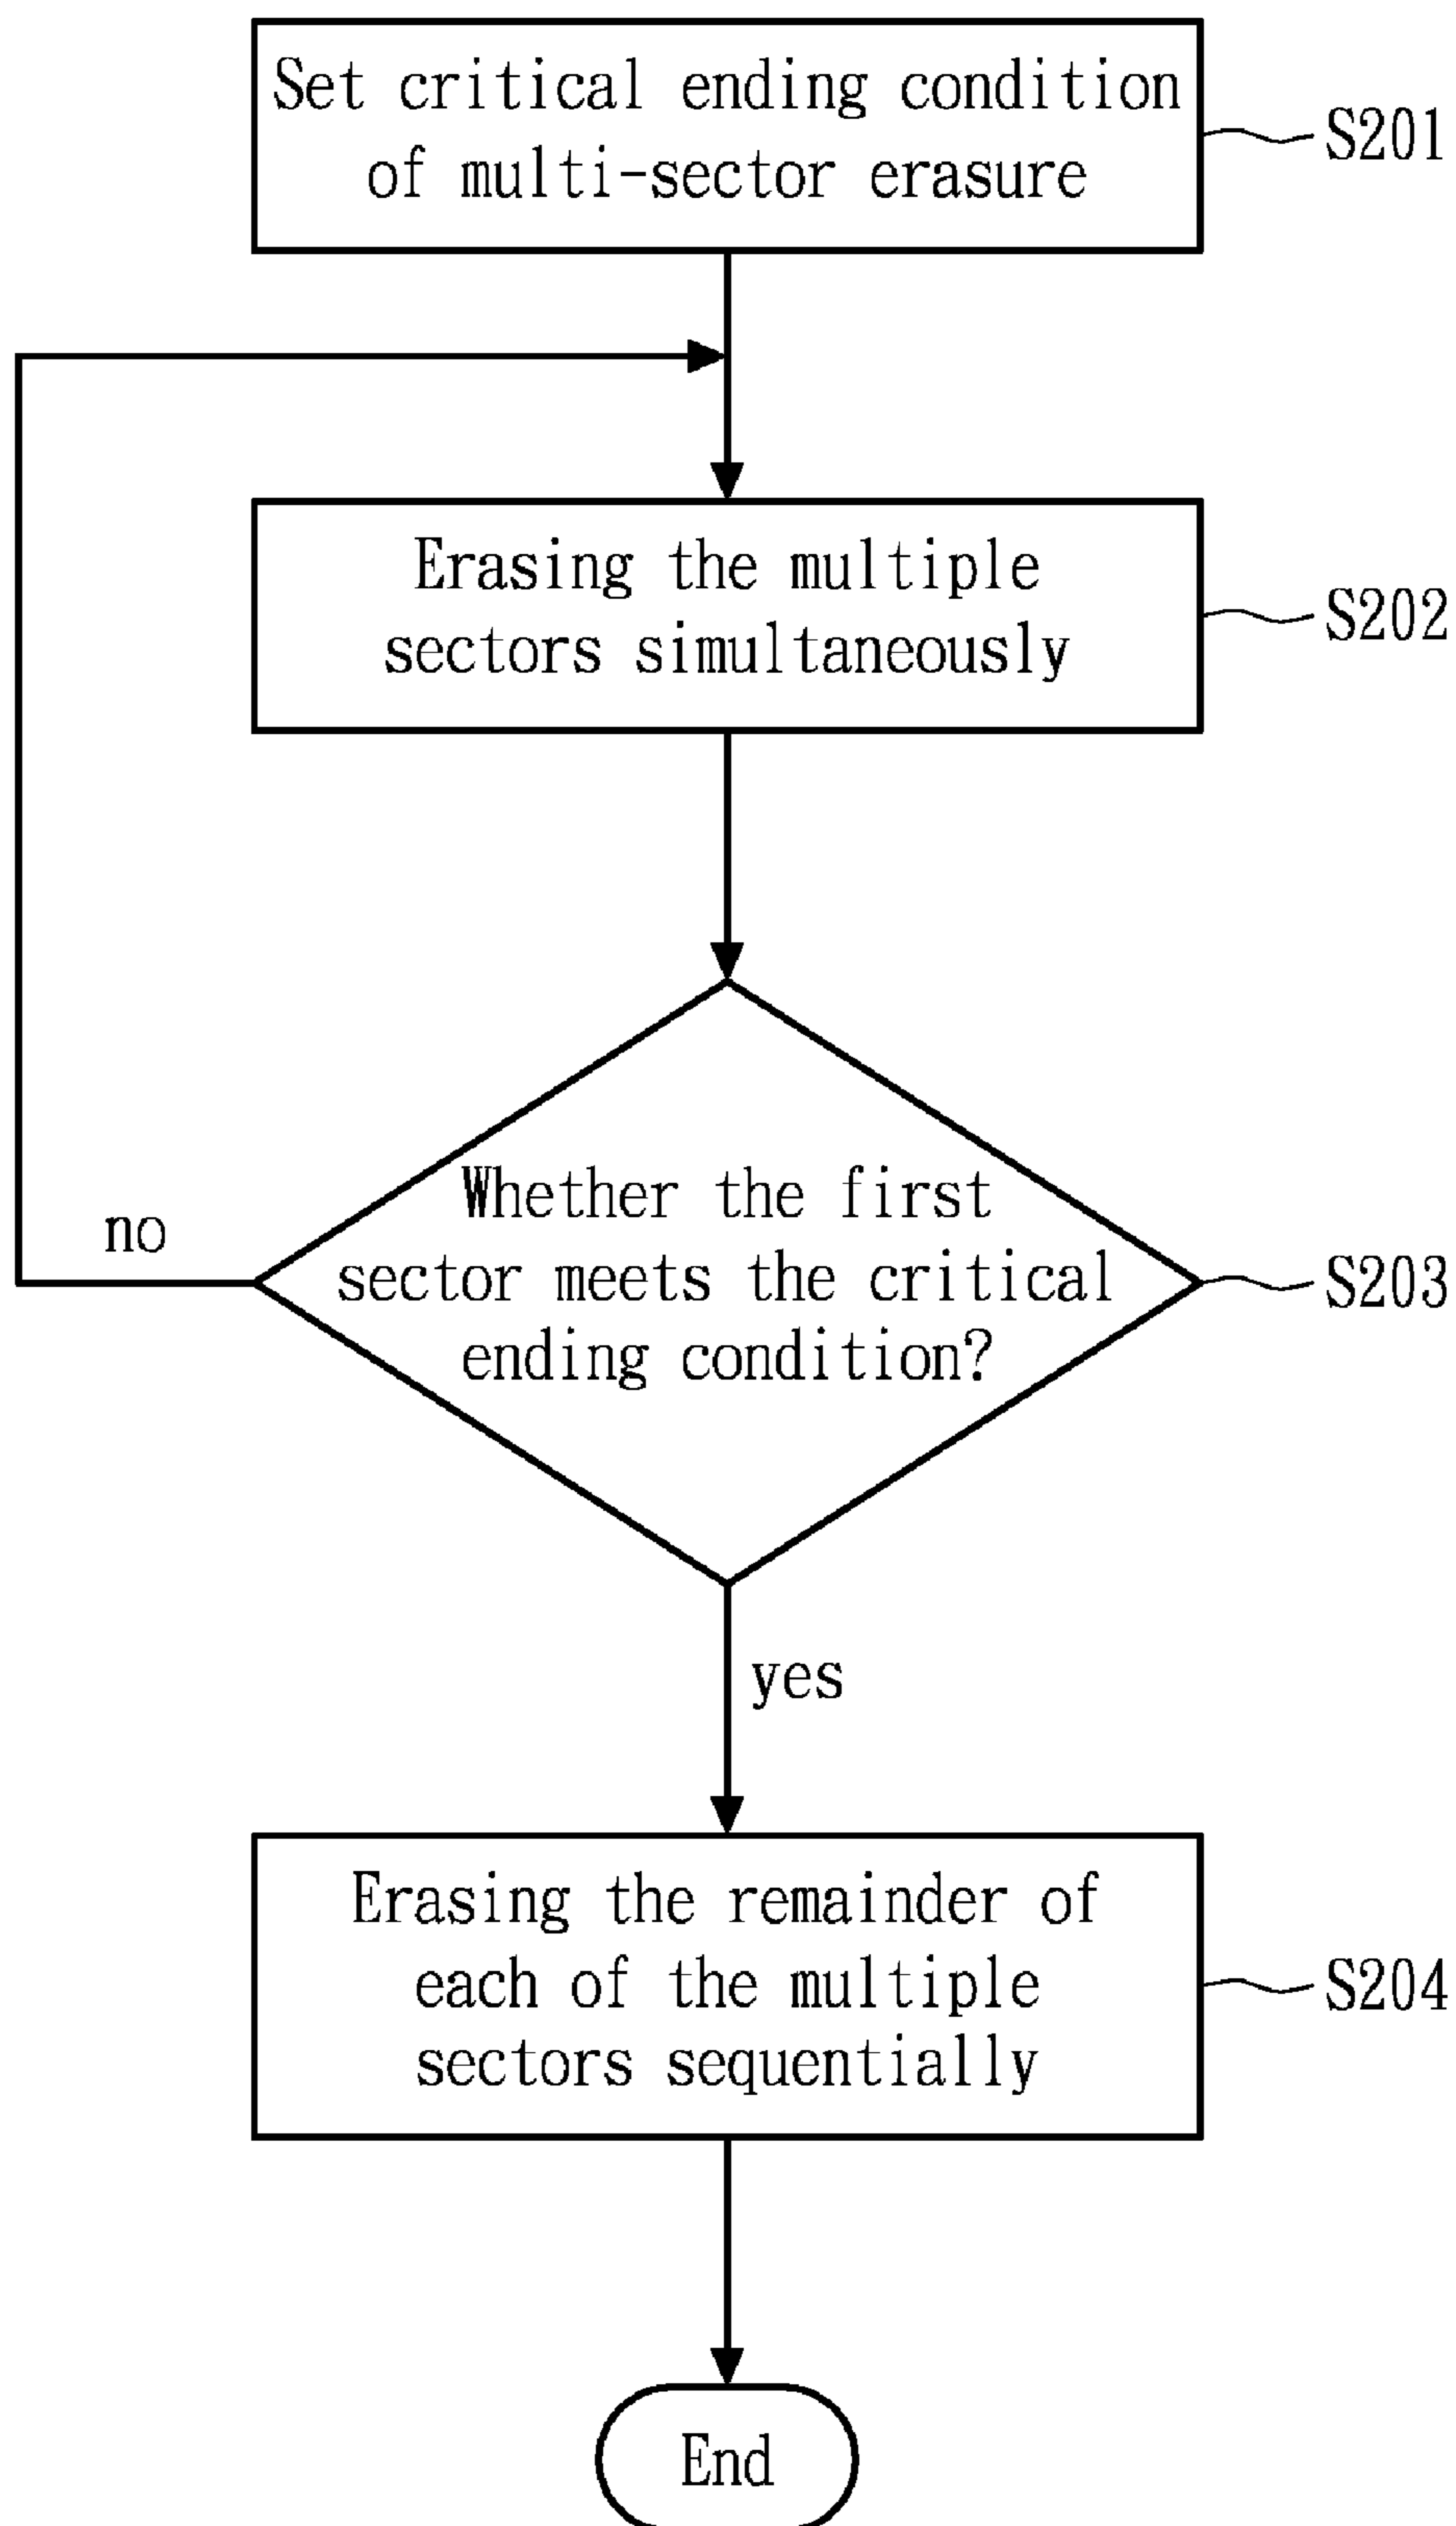 Set critical ending condition
of multi-sector erasure
S201
Erasing the multiple
sectors simultaneously
S202
Whether the first
sector meets the critical
ending condition?
S203
no
yes
Erasing the remainder of
each of the multiple
sectors sequentially
S204
End